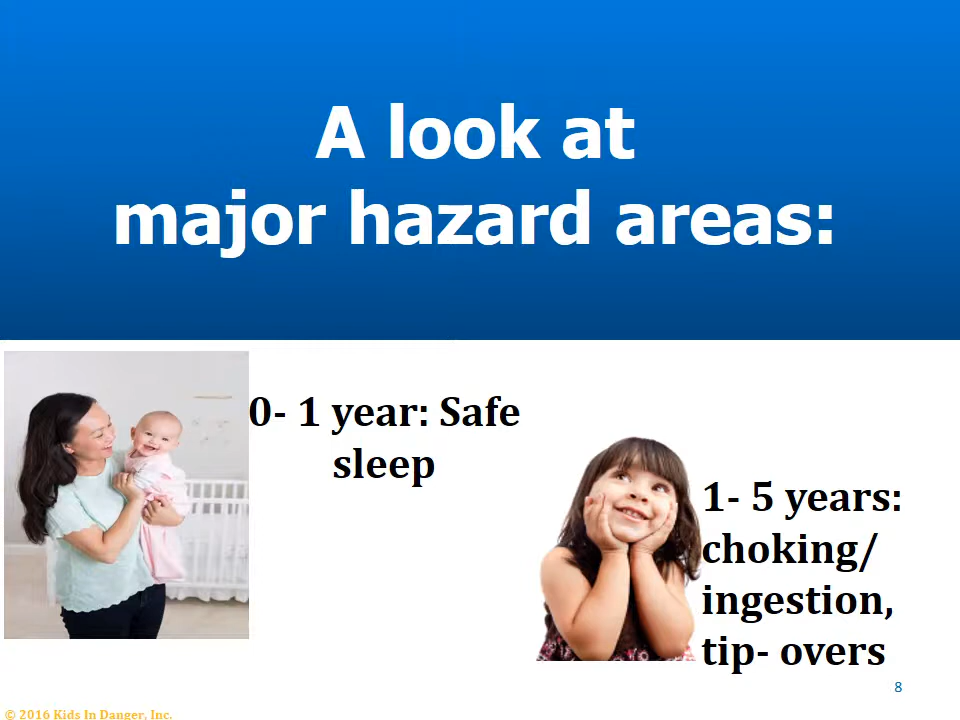 A look at
major hazard areas:
0- 1 year: Safe
sleep
1- 5 years:
choking/
ingestion,
tip- overs
8
© 2016 Kids In Danger, Inc.